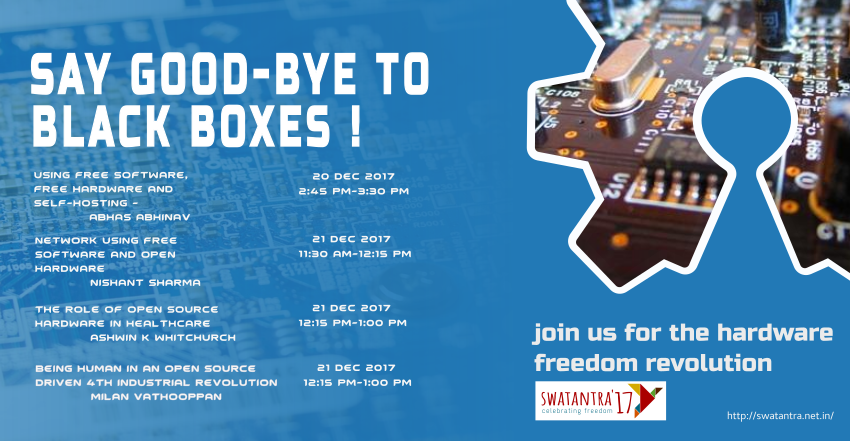 SAY GOOD-BYE TO
BLACK BOXES !
USING FREE SOFTWARE,
FREE HARDWARE AND
SELF-HOSTING -
ABHAS ABHINAV
20 DEC 2017
2:45 PM-3:30 PM
NETWORK USING FREE
SOFTWARE AND OPEN
HARDWARE
NISHANT SHARMA
21 DEC 2017
11:30 AM-12:15 PM
THE ROLE OF OPEN SOURCE
HARDWARE IN HEALTHCARE
ASHWIN K WHITCHURCH
21 DEC 2017
12:15 PM-1:00 PM
BEING HUMAN IN AN OPEN SOURCE
DRIVEN 4TH INDUSTRIAL REVOLUTION
MILAN VATHOOPPAN
21 DEC 2017
12:15 PM-1:00 PM
U12
join us for the hardware
freedom revolution
SWATANTRA'17
celebrating freedom
http://swatantra.net.in/